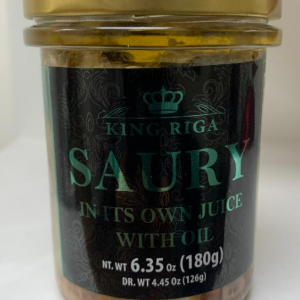 KING RIGA
SAURY
IN ITS OWN JUICE
WITH OIL
NT. WT 6.35 Oz (180g)
DR. WT 4.45 Oz (126g)